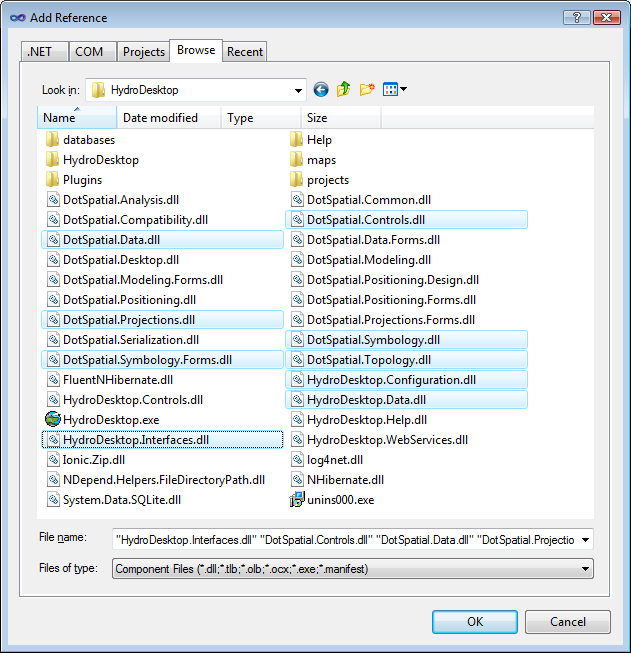 Add Reference
.NET COM Projects Browse Recent
Look in: HydroDesktop
Name Date modified Type Size
databases Help
HydroDesktop maps
Plugins projects
DotSpatial.Analysis.dll DotSpatial.Common.dll
DotSpatial.Compatibility.dll DotSpatial.Controls.dll
DotSpatial.Data.dll DotSpatial.Data.Forms.dll
DotSpatial.Desktop.dll DotSpatial.Modeling.dll
DotSpatial.Modeling.Forms.dll DotSpatial.Positioning.Design.dll
DotSpatial.Positioning.dll DotSpatial.Positioning.Forms.dll
DotSpatial.Projections.dll DotSpatial.Projections.Forms.dll
DotSpatial.Serialization.dll DotSpatial.Symbology.dll
DotSpatial.Symbology.Forms.dll DotSpatial.Topology.dll
FluentNHibernate.dll HydroDesktop.Configuration.dll
HydroDesktop.Controls.dll HydroDesktop.Data.dll
HydroDesktop.exe HydroDesktop.Help.dll
HydroDesktop.Interfaces.dll HydroDesktop.WebServices.dll
Ionic.Zip.dll log4net.dll
NDepend.Helpers.FileDirectoryPath.dll NHibernate.dll
System.Data.SQLite.dll unins000.exe
File name: "HydroDesktop.Interfaces.dll" "DotSpatial.Controls.dll" "DotSpatial.Data.dll" "DotSpatial.Projectio
Files of type: Component Files (*.dll;*.tlb;*.olb;*.ocx;*.exe;*.manifest)
OK Cancel